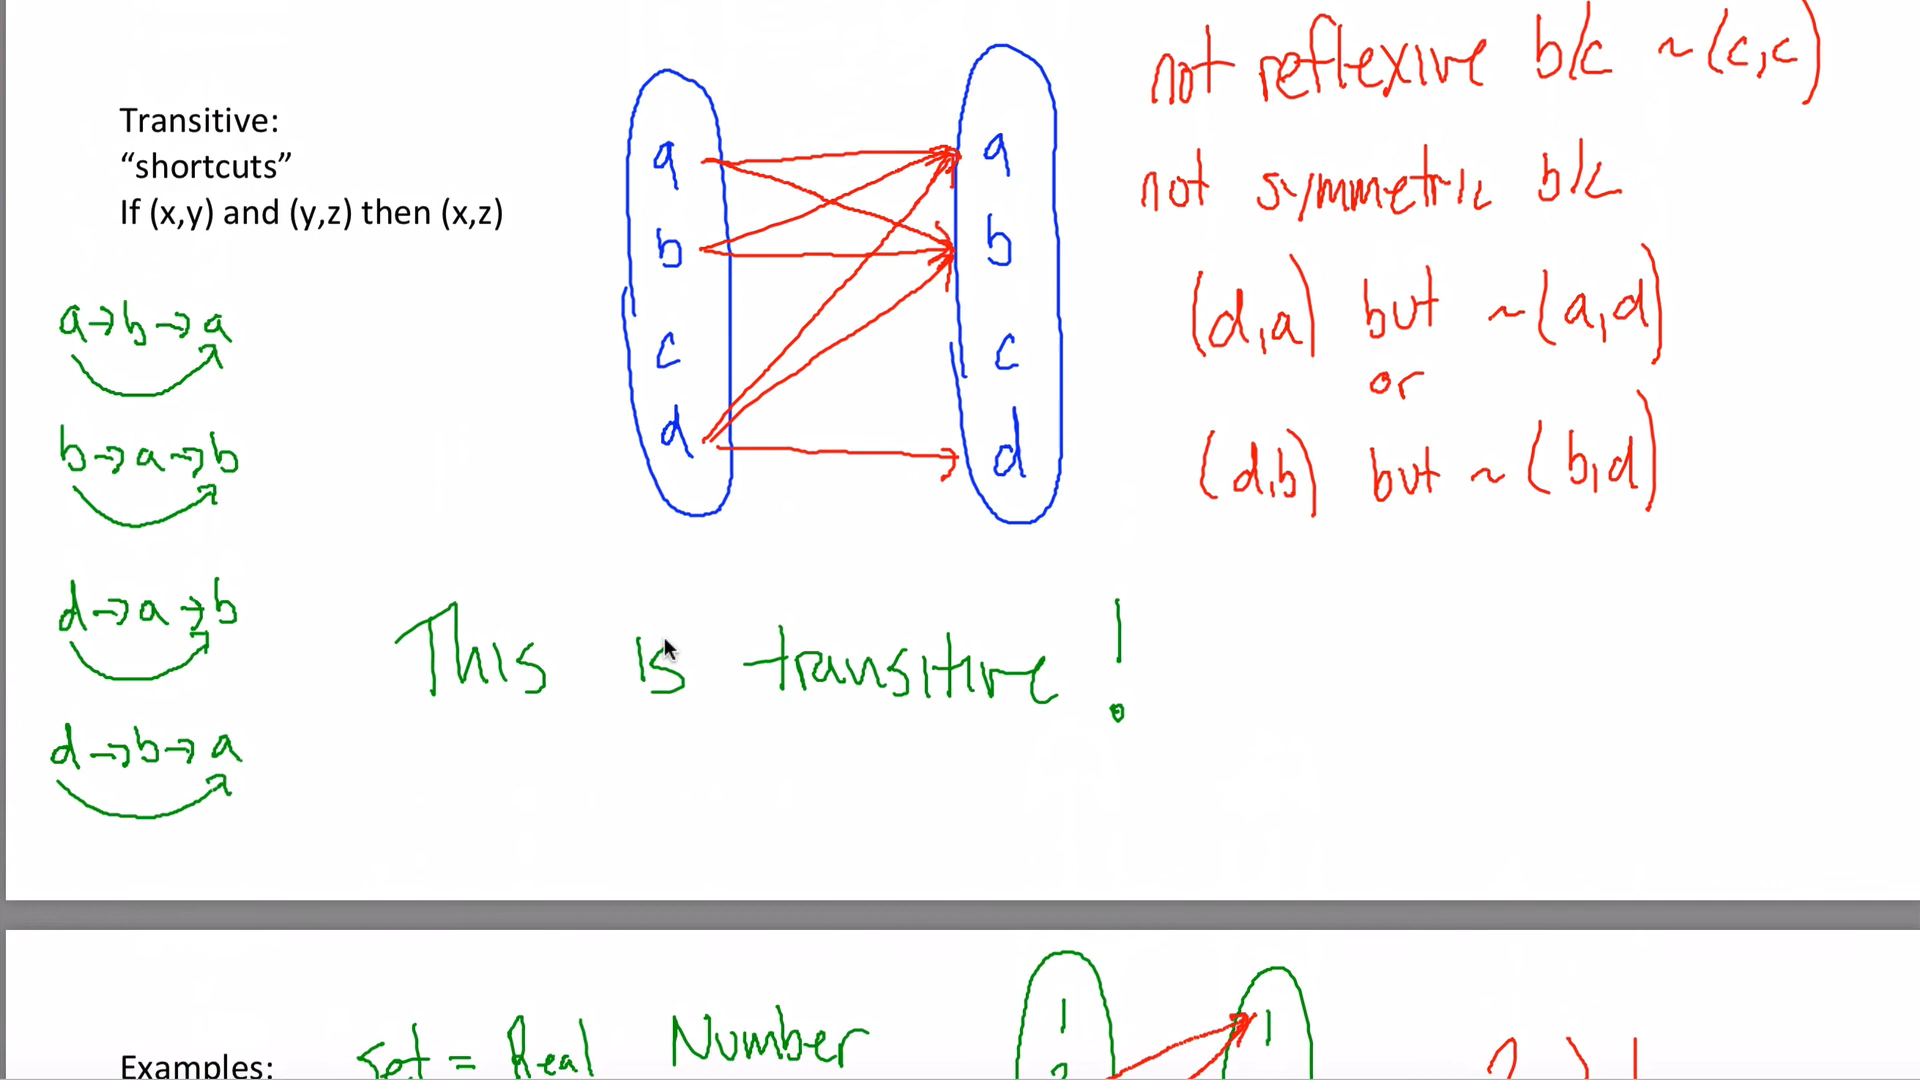 Transitive:
“shortcuts”
If (x,y) and (y,z) then (x,z)
a→b→a
b→a→b
d→a→b
d→b→a
a
b
c
d
a
b
c
d
not reflexive b/c ~(c,c)
not symmetric b/c
(d,a) but ~(a,d)
or
(d,b) but ~(b,d)
This is transitive!
Examples:
set = Real Number
1
1